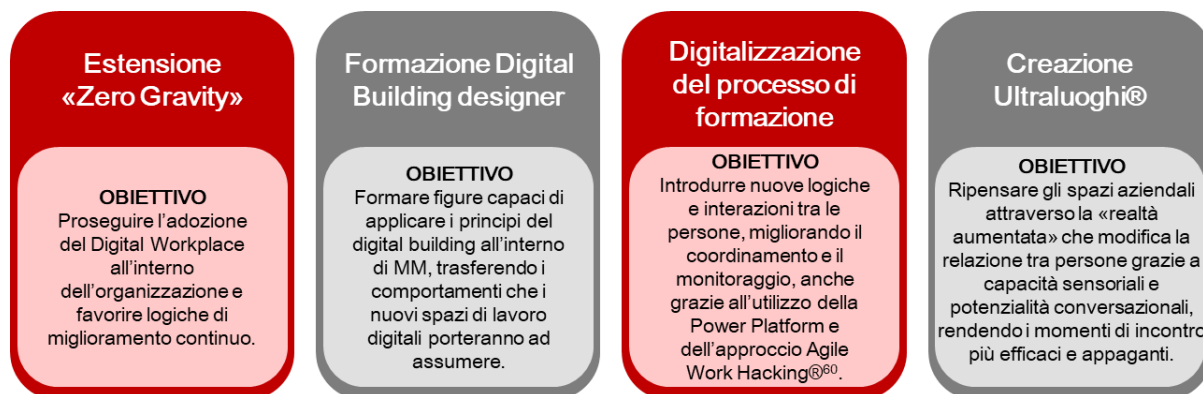 Estensione
«Zero Gravity»
OBIETTIVO
Proseguire l’adozione
del Digital Workplace
all’interno
dell’organizzazione e
favorire logiche di
miglioramento continuo.
Formazione Digital
Building designer
OBIETTIVO
Formare figure capaci di
applicare i principi del
digital building all’interno
di MM, trasferendo i
comportamenti che i
nuovi spazi di lavoro
digitali porteranno ad
assumere.
Digitalizzazione
del processo di
formazione
OBIETTIVO
Introdurre nuove logiche
e interazioni tra le
persone, migliorando il
coordinamento e il
monitoraggio, anche
grazie all’utilizzo della
Power Platform e
dell’approccio Agile
Work Hacking®⁶⁰.
Creazione
Ultraluoghi®
OBIETTIVO
Ripensare gli spazi aziendali
attraverso la «realtà
aumentata» che modifica la
relazione tra persone grazie a
capacità sensoriali e
potenzialità conversazionali,
rendendo i momenti di incontro
più efficaci e appaganti.